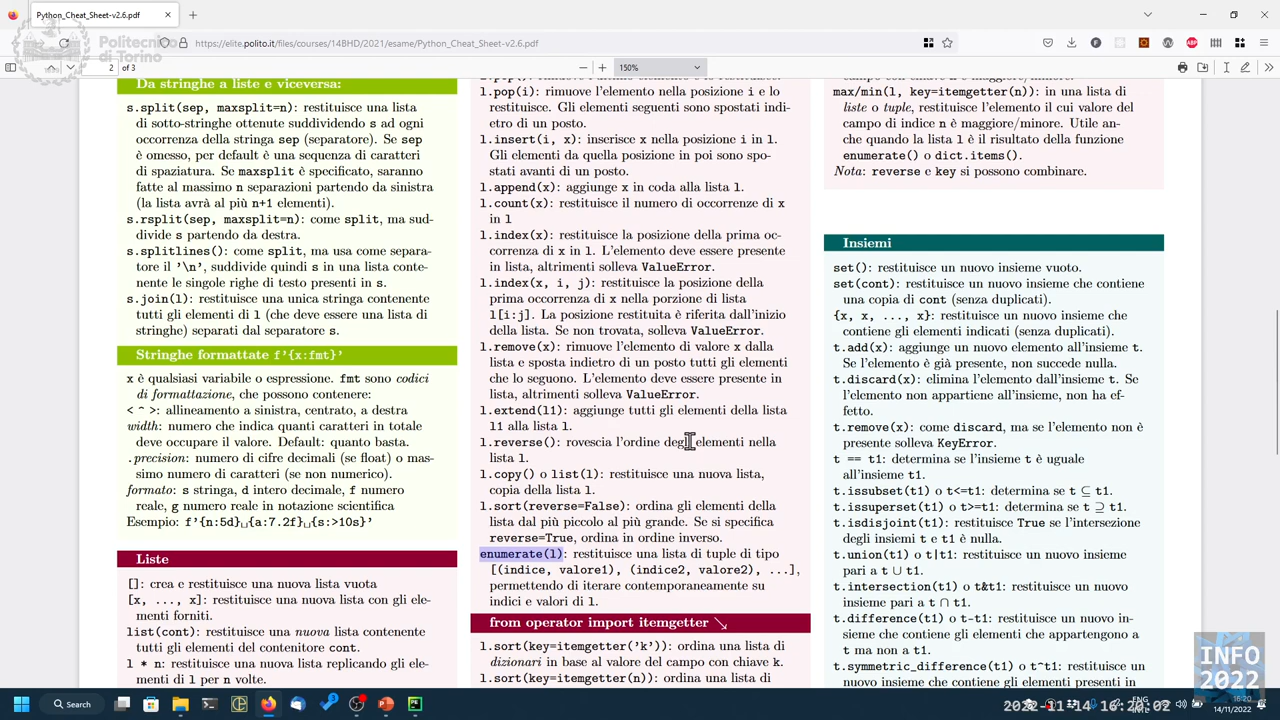 Python_Cheat_Sheet-v2.6.pdf
Politecnico
di Torino
https://elite.polito.it/files/courses/14BHD/2021/esame/Python_Cheat_Sheet-v2.6.pdf
2 of 3
150%
Da stringhe a liste e viceversa:
s.split(sep, maxsplit=n): restituisce una lista
di sotto-stringhe ottenute suddividendo s ad ogni
occorrenza della stringa sep (separatore). Se sep
è omesso, per default è una sequenza di caratteri
di spaziatura. Se maxsplit è specificato, saranno
fatte al massimo n separazioni partendo da sinistra
(la lista avrà al più n+1 elementi).
s.rsplit(sep, maxsplit=n): come split, ma sud-
divide s partendo da destra.
s.splitlines(): come split, ma usa come separa-
tore il '\n', suddivide quindi s in una lista conte-
nente le singole righe di testo presenti in s.
s.join(l): restituisce una unica stringa contenente
tutti gli elementi di l (che deve essere una lista di
stringhe) separati dal separatore s.
Stringhe formattate f'{x:fmt}'
x è qualsiasi variabile o espressione. fmt sono codici
di formattazione, che possono contenere:
< ^ >: allineamento a sinistra, centrato, a destra
width: numero che indica quanti caratteri in totale
deve occupare il valore. Default: quanto basta.
.precision: numero di cifre decimali (se float) o mas-
simo numero di caratteri (se non numerico).
formato: s stringa, d intero decimale, f numero
reale, g numero reale in notazione scientifica
Esempio: f'{n:5d}␣{a:7.2f}␣{s:>10s}'
Liste
[]: crea e restituisce una nuova lista vuota
[x, ..., x]: restituisce una nuova lista con gli ele-
menti forniti.
list(cont): restituisce una nuova lista contenente
tutti gli elementi del contenitore cont.
l * n: restituisce una nuova lista replicando gli ele-
menti di l per n volte.
l.pop(i): rimuove l'elemento nella posizione i e lo
restituisce. Gli elementi seguenti sono spostati indi-
etro di un posto.
l.insert(i, x): inserisce x nella posizione i in l.
Gli elementi da quella posizione in poi sono spo-
stati avanti di un posto.
l.append(x): aggiunge x in coda alla lista l.
l.count(x): restituisce il numero di occorrenze di x
in l
l.index(x): restituisce la posizione della prima oc-
correnza di x in l. L'elemento deve essere presente
in lista, altrimenti solleva ValueError.
l.index(x, i, j): restituisce la posizione della
prima occorrenza di x nella porzione di lista
l[i:j]. La posizione restituita è riferita dall'inizio
della lista. Se non trovata, solleva ValueError.
l.remove(x): rimuove l'elemento di valore x dalla
lista e sposta indietro di un posto tutti gli elementi
che lo seguono. L'elemento deve essere presente in
lista, altrimenti solleva ValueError.
l.extend(l1): aggiunge tutti gli elementi della lista
l1 alla lista l.
l.reverse(): rovescia l'ordine degli elementi nella
lista l.
l.copy() o list(l): restituisce una nuova lista,
copia della lista l.
l.sort(reverse=False): ordina gli elementi della
lista dal più piccolo al più grande. Se si specifica
reverse=True, ordina in ordine inverso.
enumerate(l): restituisce una lista di tuple di tipo
[(indice, valore1), (indice2, valore2), ...],
permettendo di iterare contemporaneamente su
indici e valori di l.
from operator import itemgetter ↘
l.sort(key=itemgetter('k')): ordina una lista di
dizionari in base al valore del campo con chiave k.
l.sort(key=itemgetter(n)): ordina una lista di
max/min(l, key=itemgetter(n)): in una lista di
liste o tuple, restituisce l'elemento il cui valore del
campo di indice n è maggiore/minore. Utile an-
che quando la lista l è il risultato della funzione
enumerate() o dict.items().
Nota: reverse e key si possono combinare.
Insiemi
set(): restituisce un nuovo insieme vuoto.
set(cont): restituisce un nuovo insieme che contiene
una copia di cont (senza duplicati).
{x, x, ..., x}: restituisce un nuovo insieme che
contiene gli elementi indicati (senza duplicati).
t.add(x): aggiunge un nuovo elemento all'insieme t.
Se l'elemento è già presente, non succede nulla.
t.discard(x): elimina l'elemento dall'insieme t. Se
l'elemento non appartiene all'insieme, non ha ef-
fetto.
t.remove(x): come discard, ma se l'elemento non è
presente solleva KeyError.
t == t1: determina se l'insieme t è uguale
all'insieme t1.
t.issubset(t1) o t<=t1: determina se t ⊆ t1.
t.issuperset(t1) o t>=t1: determina se t ⊇ t1.
t.isdisjoint(t1): restituisce True se l'intersezione
degli insiemi t e t1 è nulla.
t.union(t1) o t|t1: restituisce un nuovo insieme
pari a t ∪ t1.
t.intersection(t1) o t&t1: restituisce un nuovo
insieme pari a t ∩ t1.
t.difference(t1) o t-t1: restituisce un nuovo in-
sieme che contiene gli elementi che appartengono a
t ma non a t1.
t.symmetric_difference(t1) o t^t1: restituisce un
nuovo insieme che contiene gli elementi presenti in
INFO
2022
Search
ENG
2022-11-14 16:20:02
16:20
14/11/2022